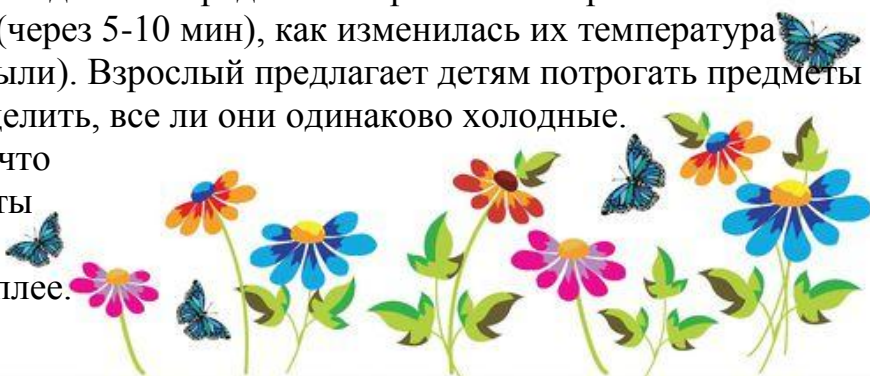 (через 5-10 мин), как изменилась их температура
ыли). Взрослый предлагает детям потрогать предметы
делить, все ли они одинаково холодные.
что
ты
плее.